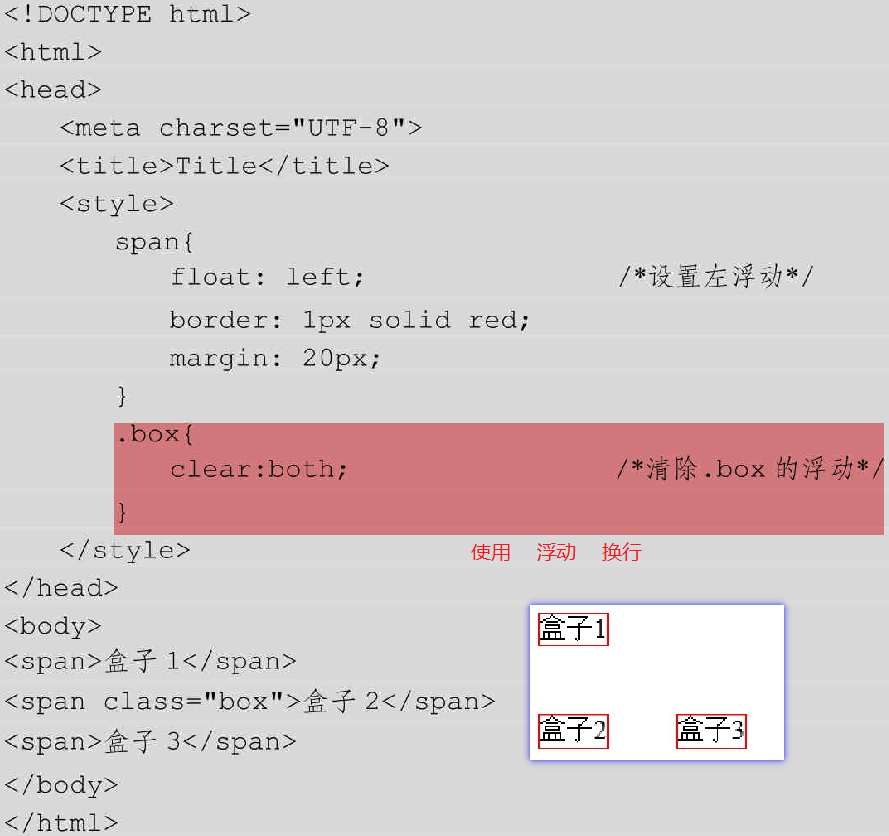 <!DOCTYPE html>
<html>
<head>
<meta charset="UTF-8">
<title>Title</title>
<style>
span{
float: left; /*设置左浮动*/
border: 1px solid red;
margin: 20px;
}
.box{
clear:both; /*清除.box的浮动*/
}
</style>
使用 浮动 换行
</head>
<body>
<span>盒子1</span>
<span class="box">盒子2</span>
<span>盒子3</span>
</body>
</html>
盒子1
盒子2 盒子3